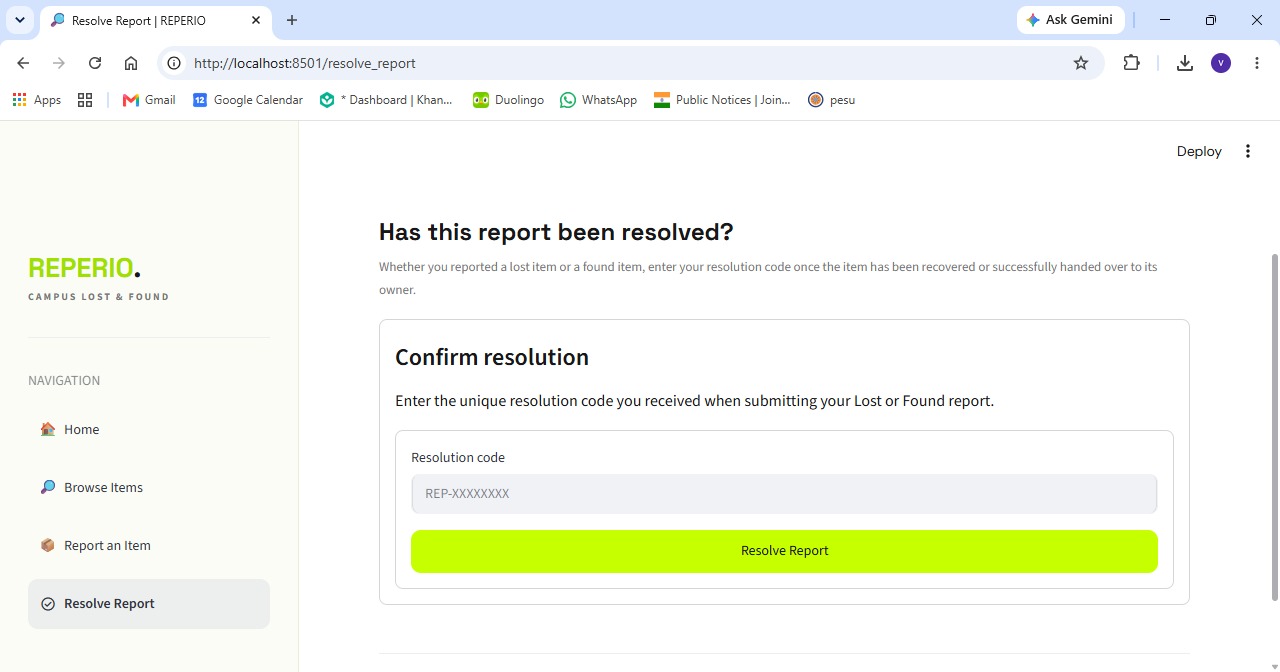 Resolve Report | REPERIO
Ask Gemini
http://localhost:8501/resolve_report
V
Apps
Gmail
12
Google Calendar
* Dashboard | Khan...
Duolingo
WhatsApp
Public Notices | Join...
pesu
Deploy
REPERIO.
CAMPUS LOST & FOUND
NAVIGATION
Home
Browse Items
Report an Item
Resolve Report
Has this report been resolved?
Whether you reported a lost item or a found item, enter your resolution code once the item has been recovered or successfully handed over to its
owner.
Confirm resolution
Enter the unique resolution code you received when submitting your Lost or Found report.
Resolution code
REP-XXXXXXXX
Resolve Report